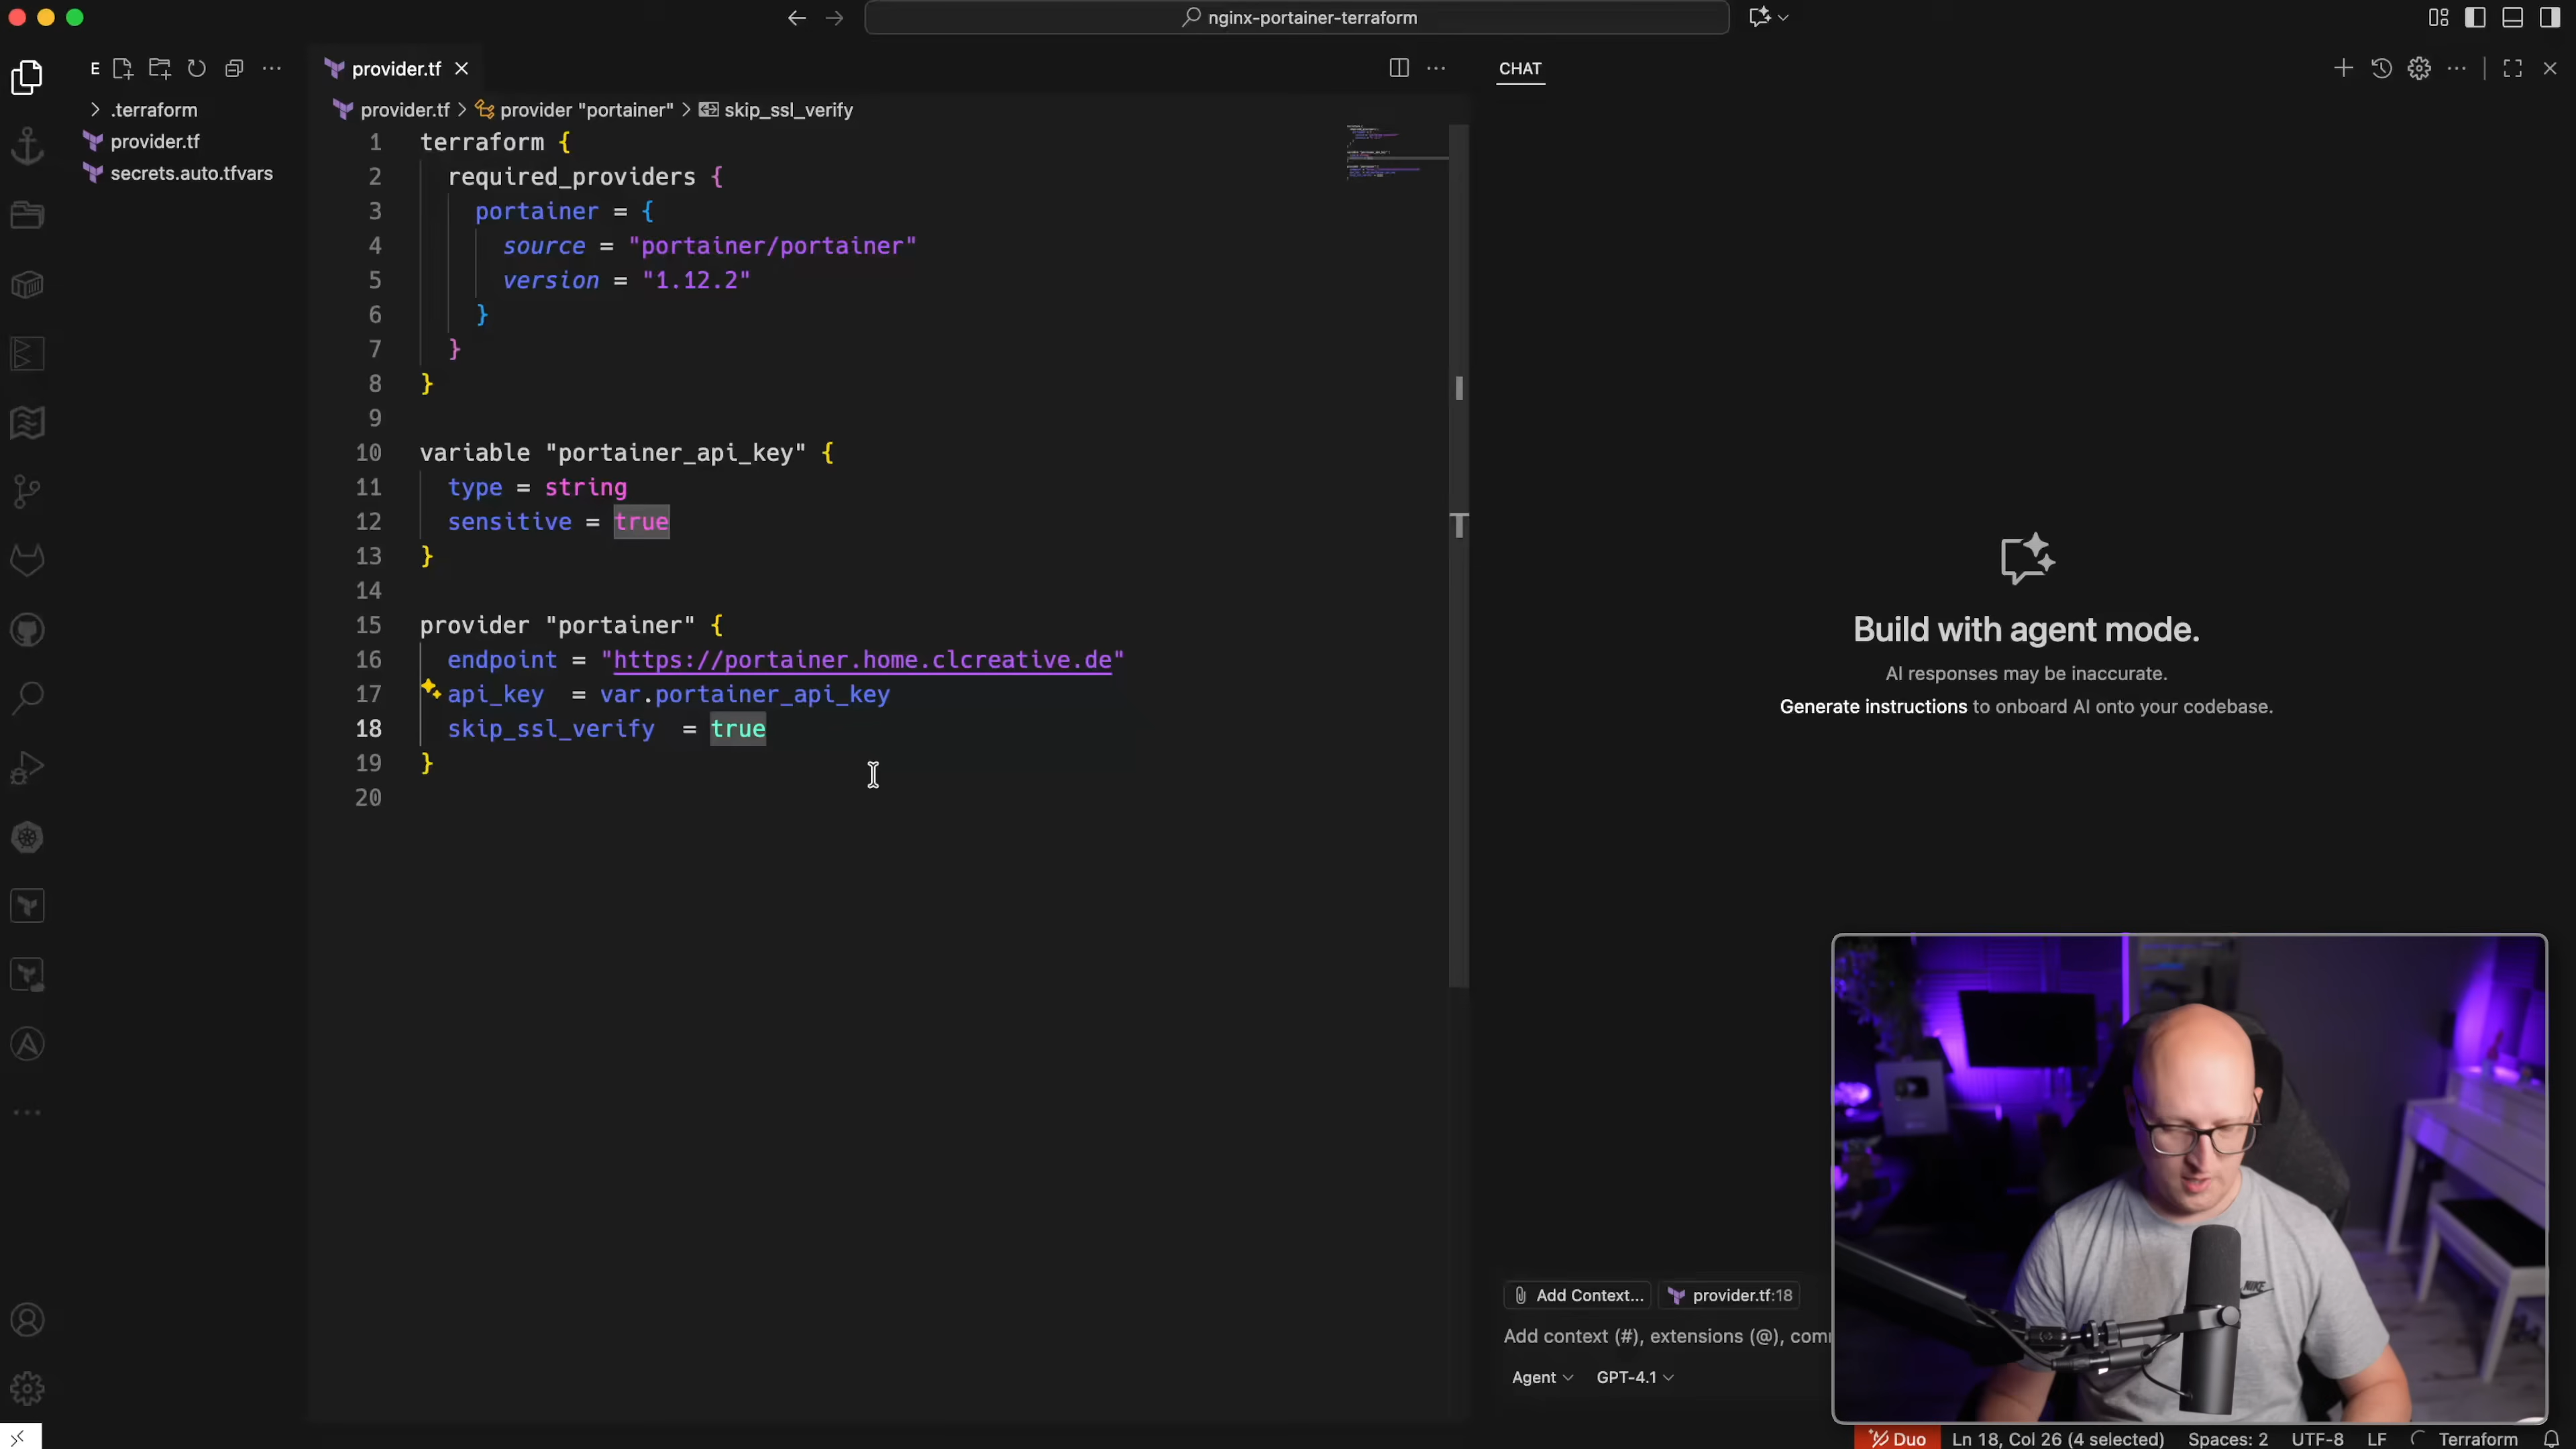 nginx-portainer-terraform
E
.terraform
provider.tf
secrets.auto.tfvars
provider.tf
provider.tf > provider "portainer" > skip_ssl_verify
1 terraform {
2 required_providers {
3 portainer = {
4 source = "portainer/portainer"
5 version = "1.12.2"
6 }
7 }
8 }
9
10 variable "portainer_api_key" {
11 type = string
12 sensitive = true
13 }
14
15 provider "portainer" {
16 endpoint = "https://portainer.home.clcreative.de"
17 api_key = var.portainer_api_key
18 skip_ssl_verify = true
19 }
20
CHAT
Build with agent mode.
AI responses may be inaccurate.
Generate instructions to onboard AI onto your codebase.
Add Context...
provider.tf:18
Add context (#), extensions (@), com
Agent
GPT-4.1
Duo
Ln 18, Col 26 (4 selected)
Spaces: 2
UTF-8
LF
Terraform